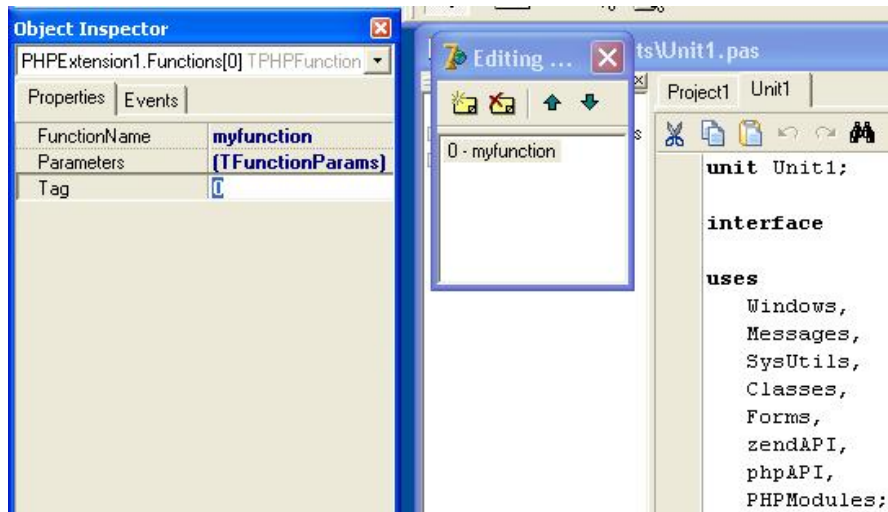 Object Inspector
PHPExtension1.Functions[0] TPHPFunction
Properties
Events
FunctionName
myfunction
Parameters
(TFunctionParams)
Tag
0
Editing ...
0 - myfunction
ts\Unit1.pas
Project1
Unit1
s
unit Unit1;
interface
uses
Windows,
Messages,
SysUtils,
Classes,
Forms,
zendAPI,
phpAPI,
PHPModules;